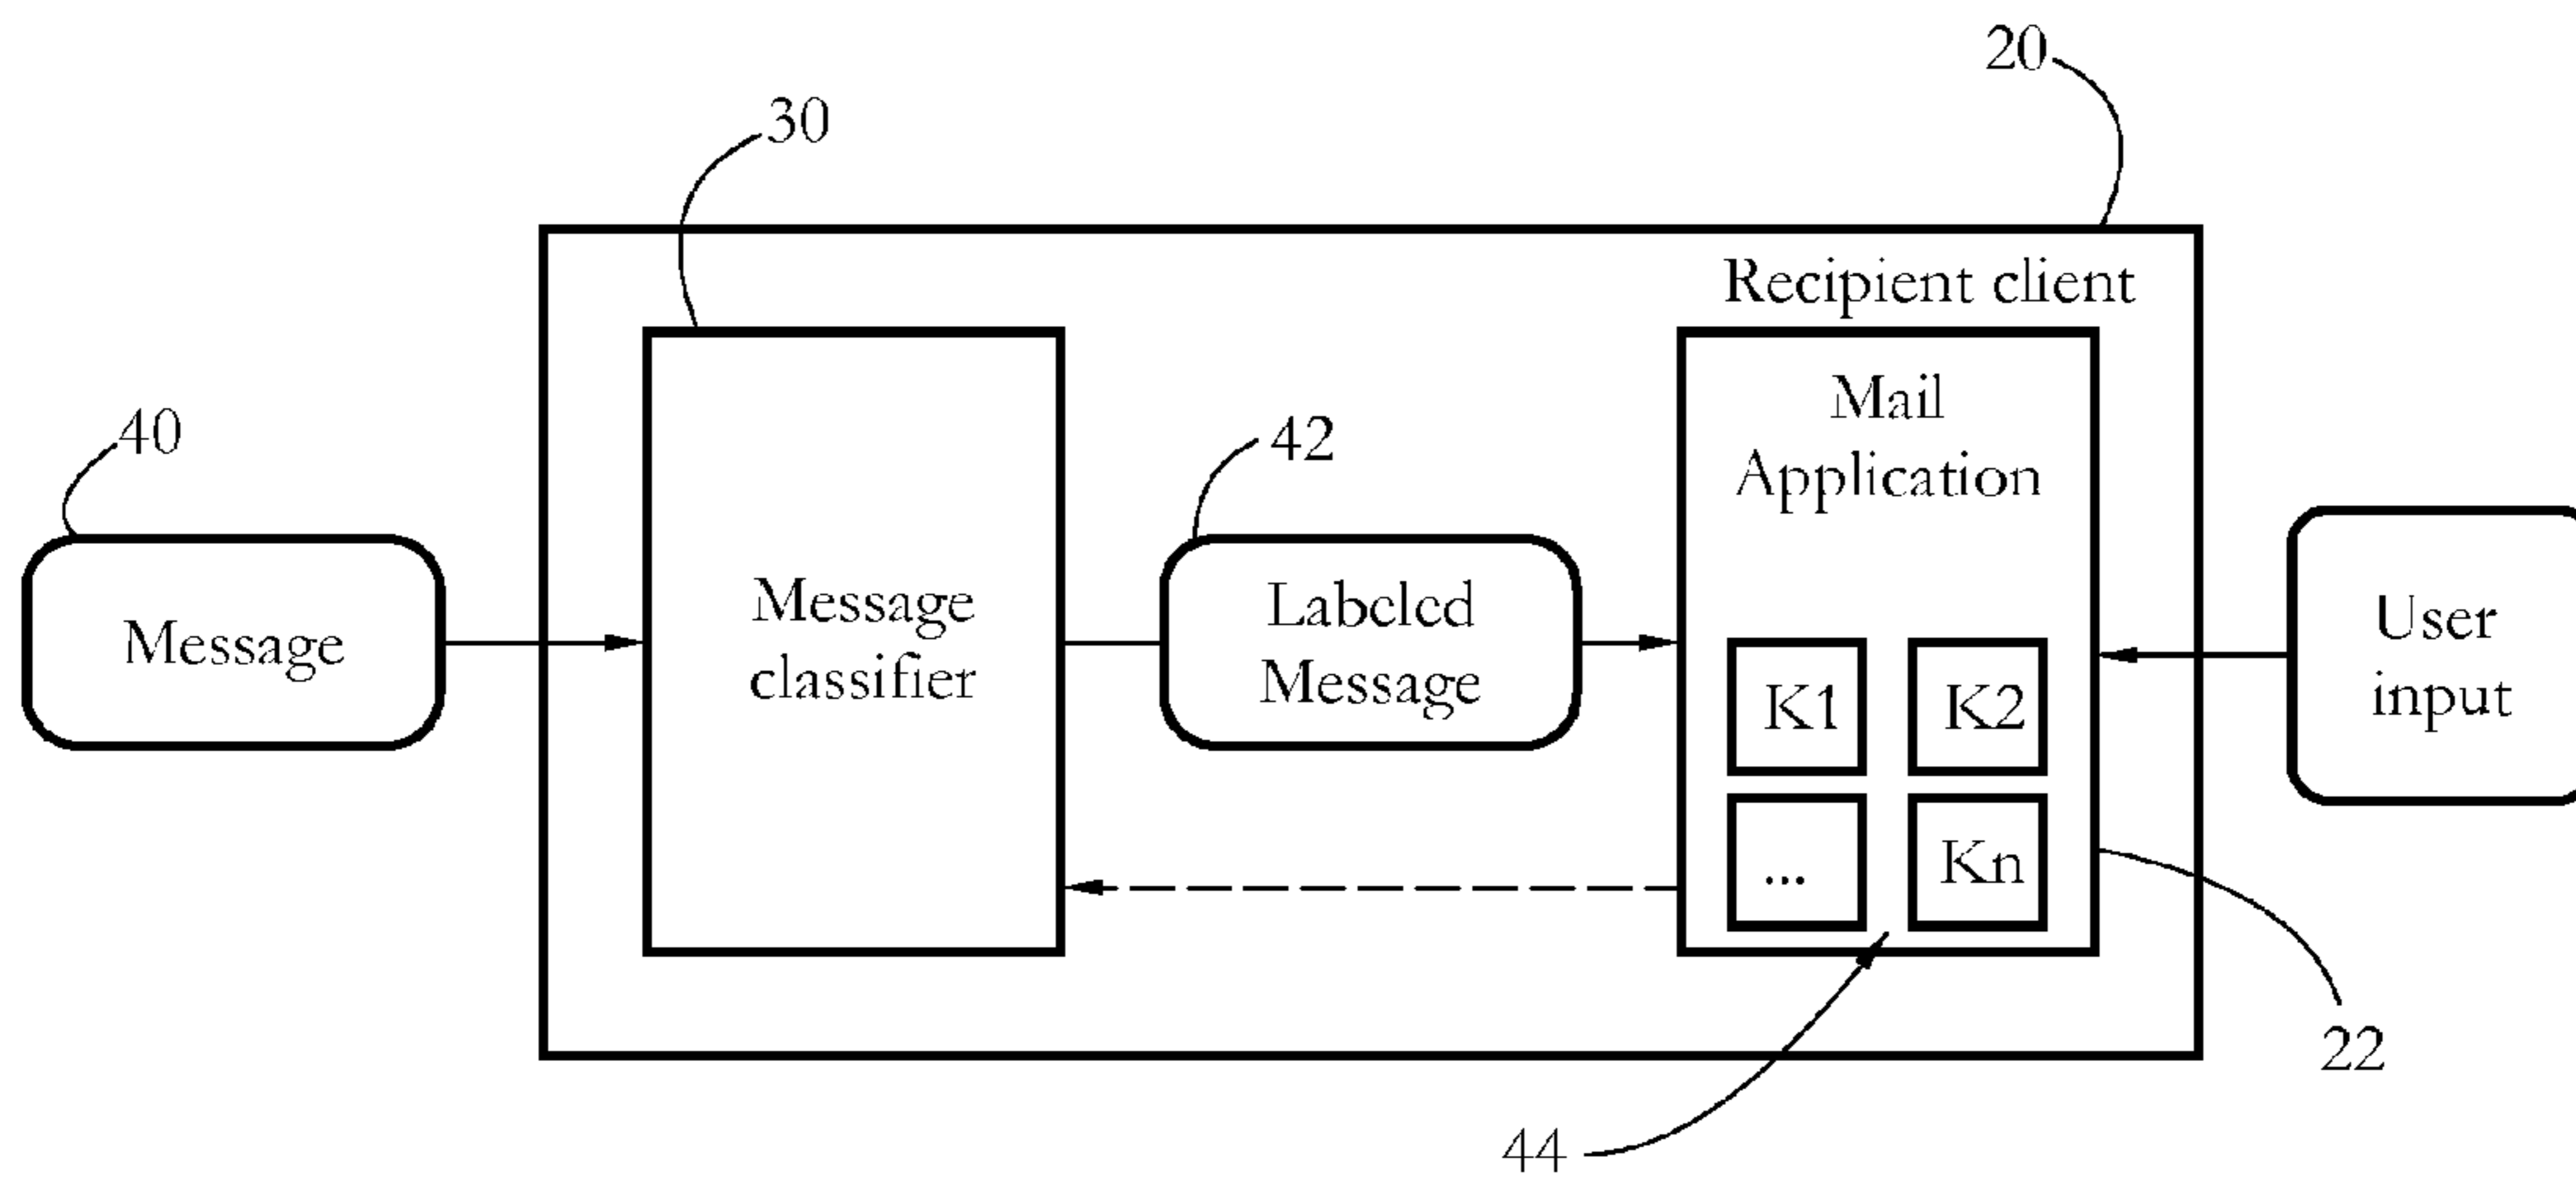 20
30
Recipient client
40
42
Mail
Application
Message
Message
classifier
Labeled
Message
User
input
K1
K2
...
Kn
22
44